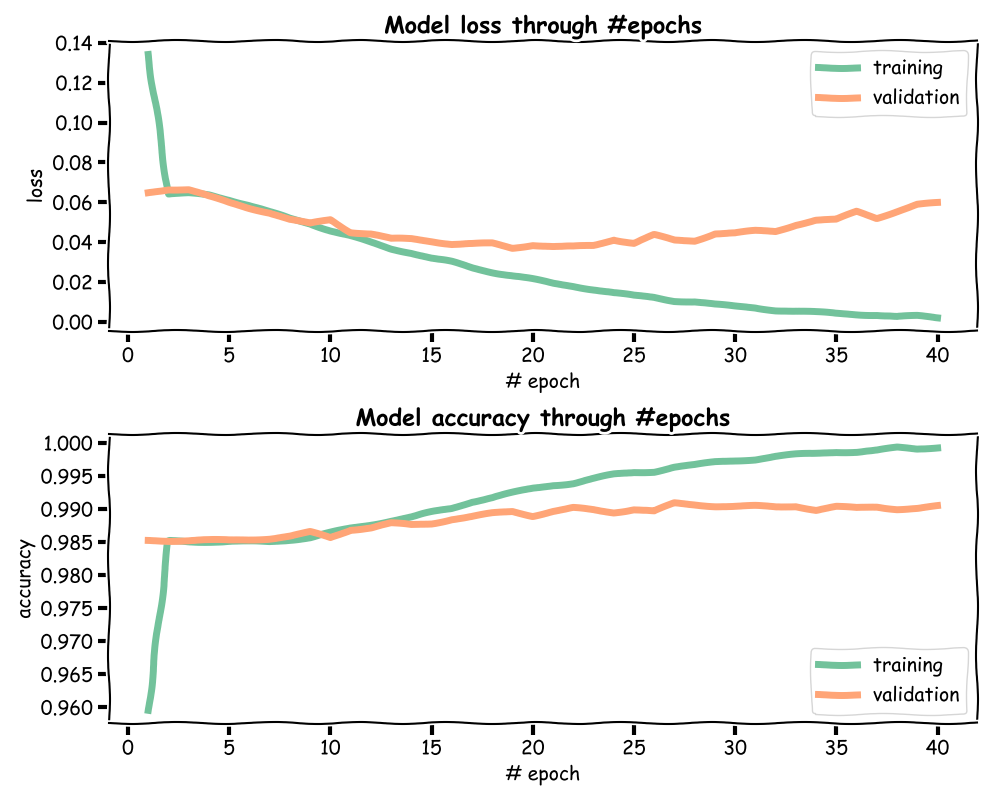 Model loss through #epochs
0.14
0.12
0.10
0.08
0.06
0.04
0.02
0.00
loss
training
validation
0 5 10 15 20 25 30 35 40
# epoch
Model accuracy through #epochs
1.000
0.995
0.990
0.985
0.980
0.975
0.970
0.965
0.960
accuracy
training
validation
0 5 10 15 20 25 30 35 40
# epoch